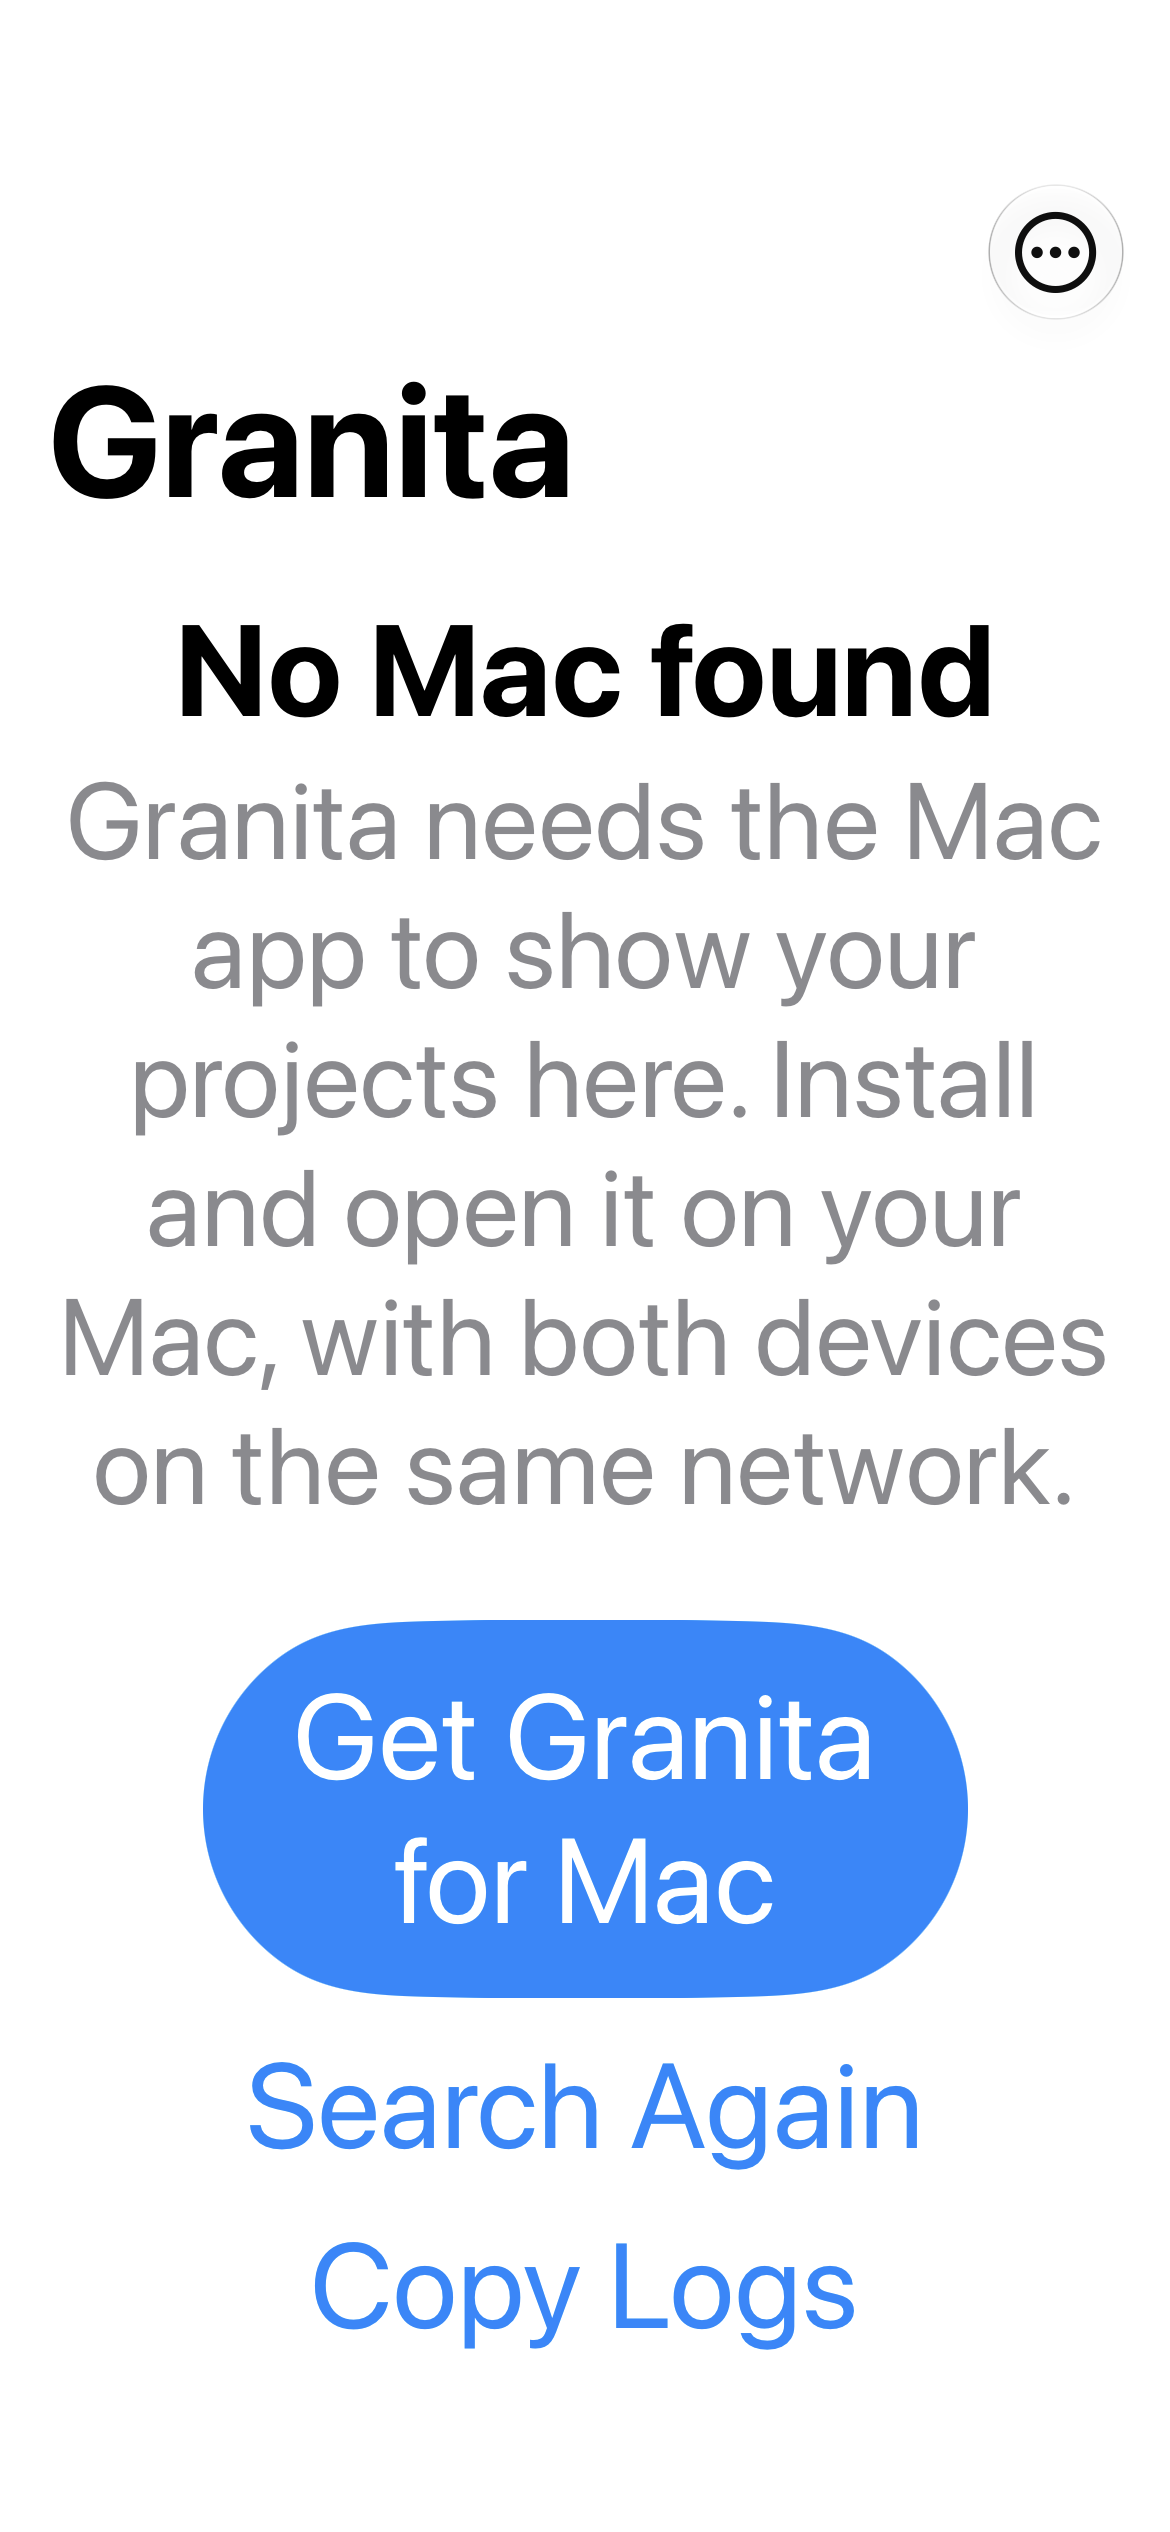 Granita
No Mac found
Granita needs the Mac
app to show your
projects here. Install
and open it on your
Mac, with both devices
on the same network.
Get Granita
for Mac
Search Again
Copy Logs